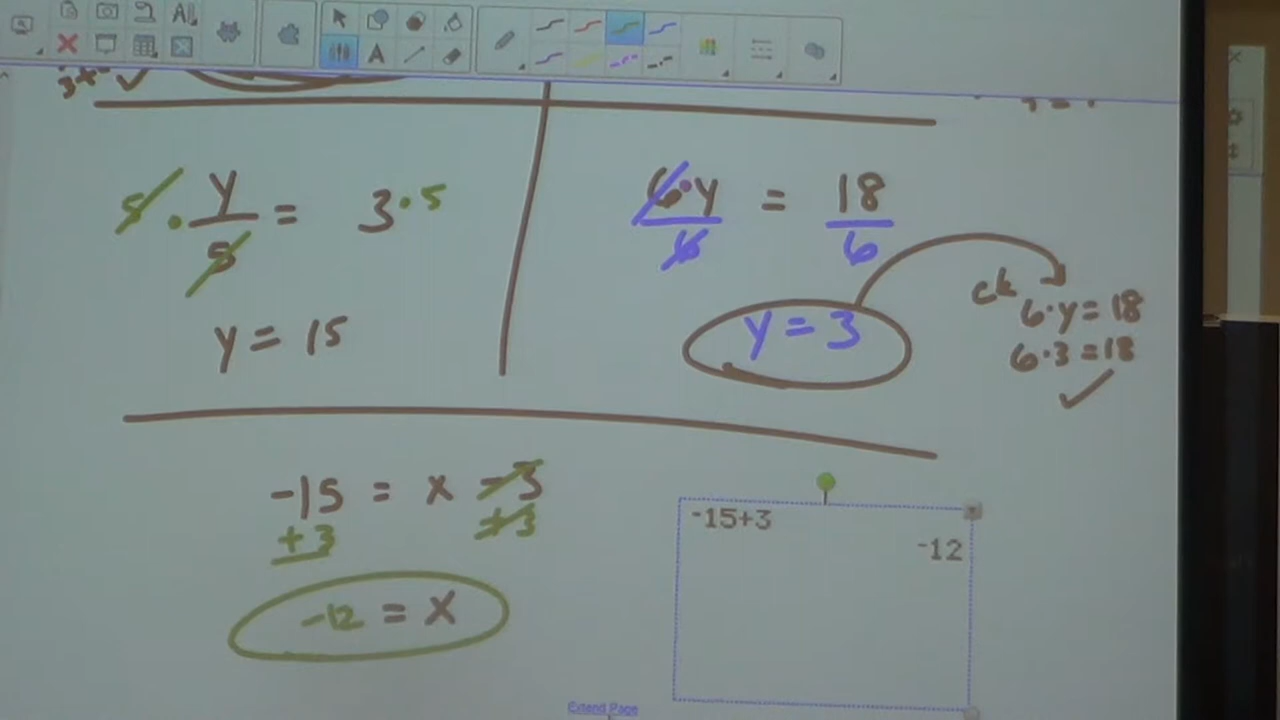 A
5 · y/5 = 3 · 5
y = 15
6 · y/6 = 18/6
y = 3
ck
6 · y = 18
6 · 3 = 18
-15 = x - 3
+3 +3
-12 = x
-15+3
-12
Extend Page